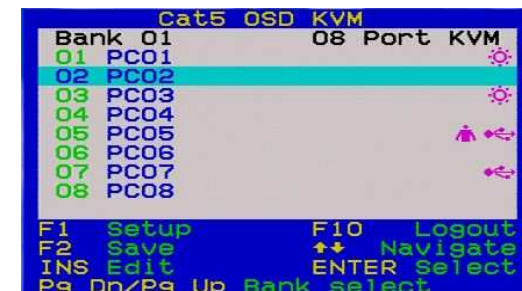 Cat5 OSD KVM
Bank 01 08 Port KVM
01 PC01
02 PC02
03 PC03
04 PC04
05 PC05
06 PC06
07 PC07
08 PC08
F1 Setup F10 Logout
F2 Save Navigate
INS Edit ENTER Select
Pg Dn/Pg Up Bank select